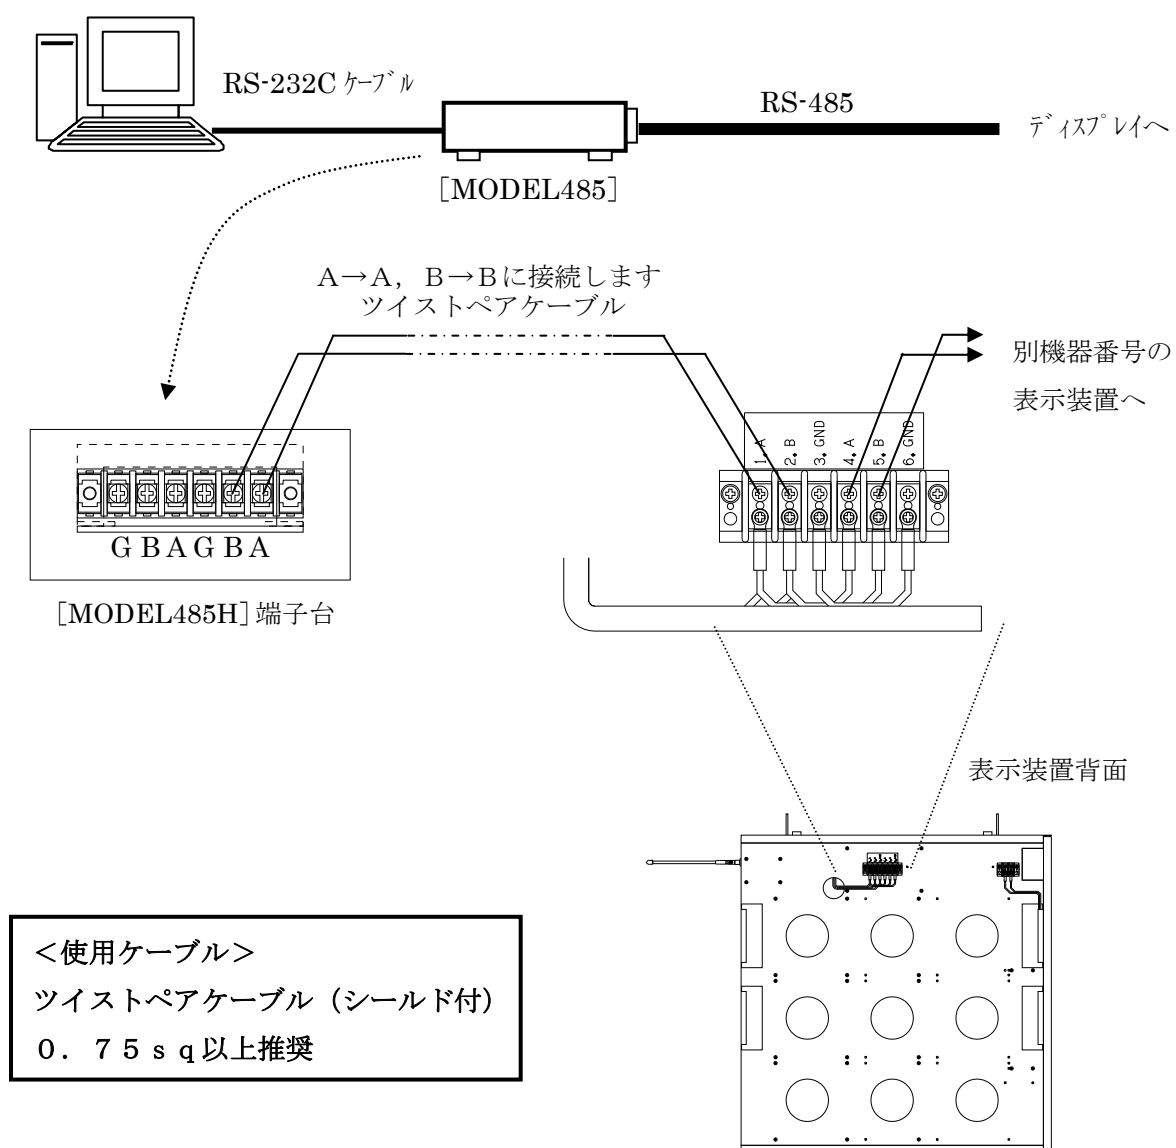 RS-232C ｹｰﾌﾞﾙ
RS-485
ﾃﾞｨｽﾌﾟﾚｲへ
［MODEL485］
A→A，B→Bに接続します
ツイストペアケーブル
別機器番号の
表示装置へ
1. A
2. B
3. GND
4. A
5. B
6. GND
G B A G B A
［MODEL485H］端子台
表示装置背面
＜使用ケーブル＞
ツイストペアケーブル（シールド付）
０．７５ｓｑ以上推奨